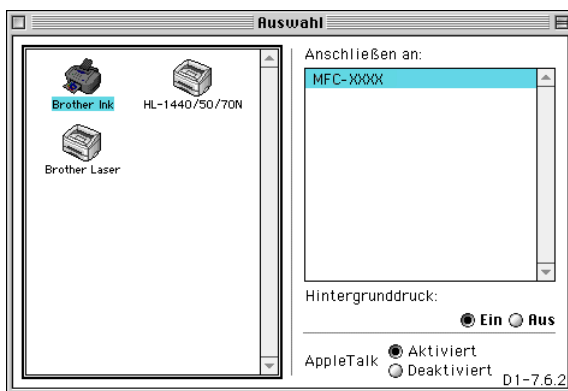 Auswahl
Brother Ink
HL-1440/50/70N
Brother Laser
Anschließen an:
MFC-XXXX
Hintergrunddruck:
Ein Aus
AppleTalk
Aktiviert
Deaktiviert
D1-7.6.2